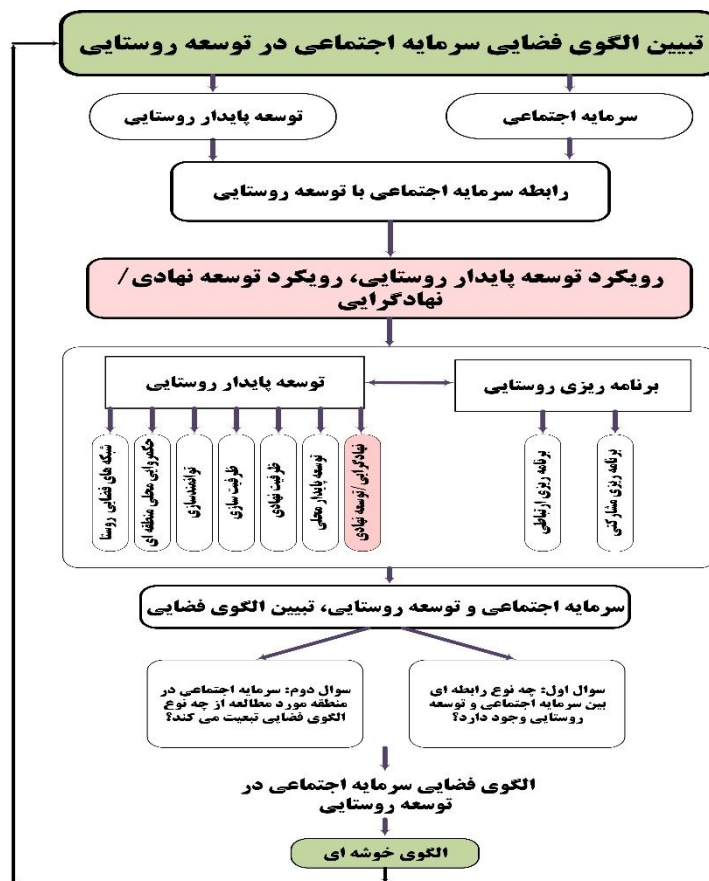 تبیین الگوی فضایی سرمایه اجتماعی در توسعه روستایی
سرمایه اجتماعی
توسعه پایدار روستایی
رابطه سرمایه اجتماعی با توسعه روستایی
رویکرد توسعه پایدار روستایی، رویکرد توسعه نهادی/
نهادگرایی
برنامه ریزی روستایی
توسعه پایدار روستایی
برنامه ریزی مشارکتی
برنامه ریزی ارتباطی
نهادگرایی/توسعه نهادی
توسعه پایدار محلی
ظرفیت نهادی
ظرفیت سازی
توانمندسازی
حکمروایی محلی منطقه ای
شبکه های فضایی روستا
سرمایه اجتماعی و توسعه روستایی، تبیین الگوی فضایی
سوال اول: چه نوع رابطه ای
بین سرمایه اجتماعی و توسعه
روستایی وجود دارد؟
سوال دوم: سرمایه اجتماعی در
منطقه مورد مطالعه از چه نوع
الگوی فضایی تبعیت می کند؟
الگوی فضایی سرمایه اجتماعی در
توسعه روستایی
الگوی خوشه ای